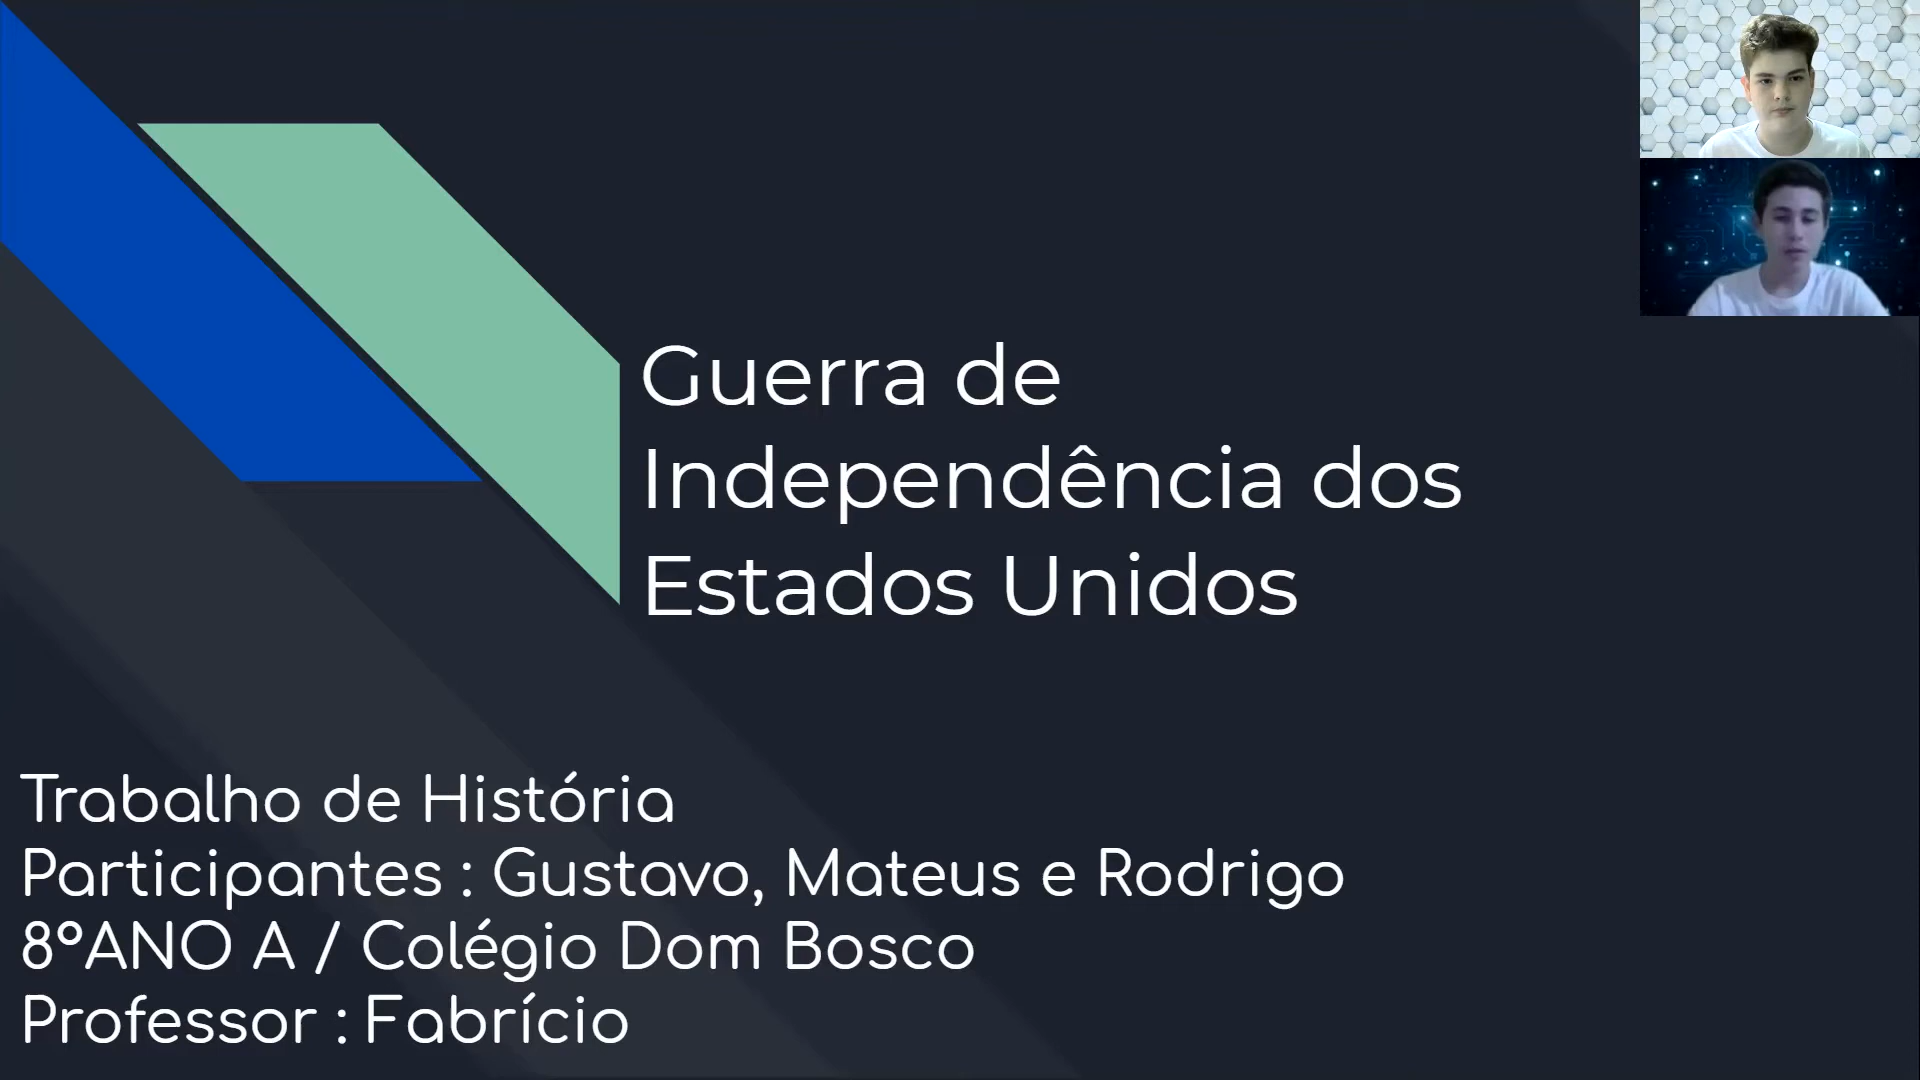 Guerra de
Independência dos
Estados Unidos
Trabalho de História
Participantes : Gustavo, Mateus e Rodrigo
8ºANO A / Colégio Dom Bosco
Professor : Fabrício